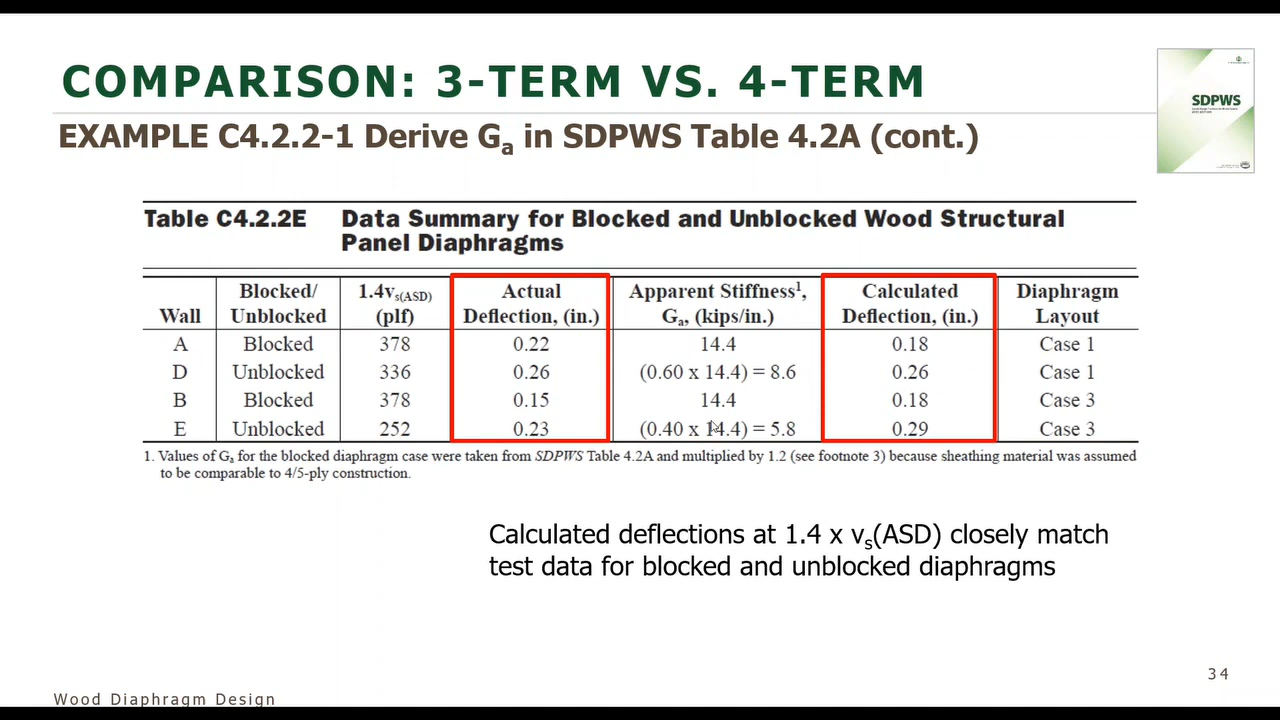 COMPARISON: 3-TERM VS. 4-TERM
SDPWS
EXAMPLE C4.2.2-1 Derive Ga in SDPWS Table 4.2A (cont.)
Table C4.2.2E Data Summary for Blocked and Unblocked Wood Structural
Panel Diaphragms
Blocked/ 1.4vs(ASD) Actual Apparent Stiffness1, Calculated Diaphragm
Wall Unblocked (plf) Deflection, (in.) Ga, (kips/in.) Deflection, (in.) Layout
A Blocked 378 0.22 14.4 0.18 Case 1
D Unblocked 336 0.26 (0.60 x 14.4) = 8.6 0.26 Case 1
B Blocked 378 0.15 14.4 0.18 Case 3
E Unblocked 252 0.23 (0.40 x 14.4) = 5.8 0.29 Case 3
1. Values of Ga for the blocked diaphragm case were taken from SDPWS Table 4.2A and multiplied by 1.2 (see footnote 3) because sheathing material was assumed
to be comparable to 4/5-ply construction.
Calculated deflections at 1.4 x vs(ASD) closely match
test data for blocked and unblocked diaphragms
34
Wood Diaphragm Design